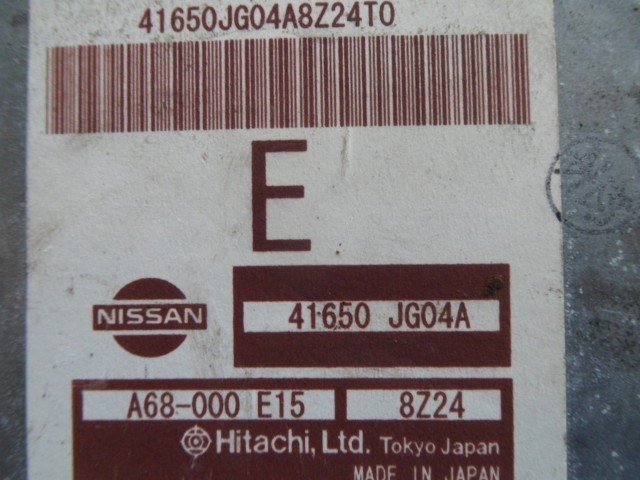 41650JG04A8Z24T0
E
NISSAN
41650 JG04A
A68-000 E15 8Z24
Hitachi, Ltd. Tokyo Japan
MADE IN JAPAN